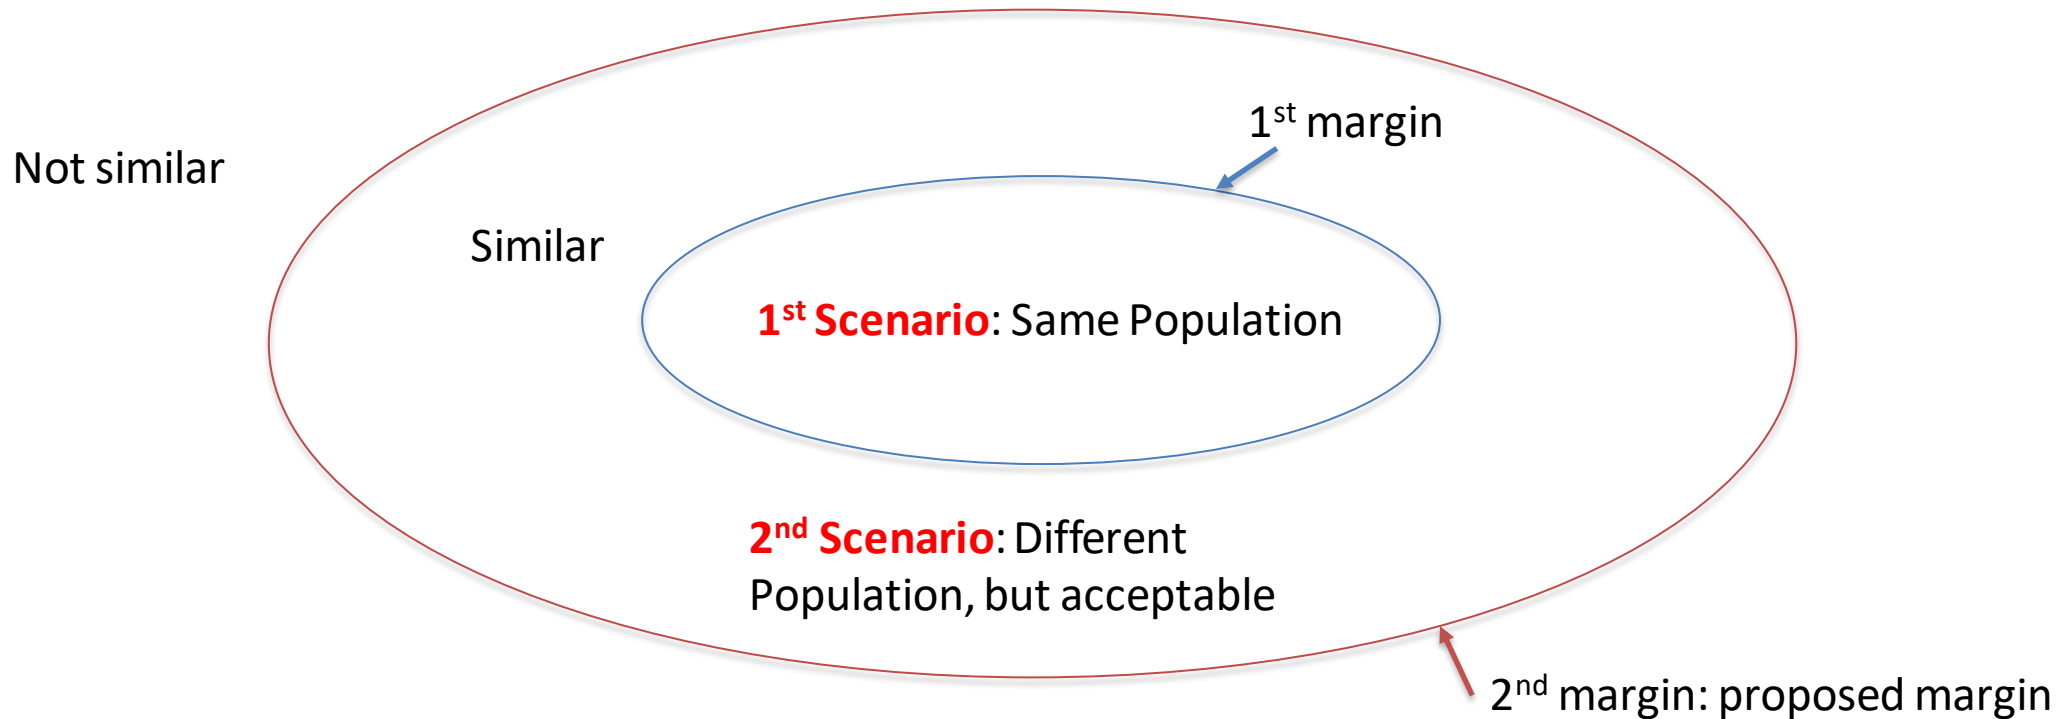 1st margin
Not similar
Similar
1st Scenario: Same Population
2nd Scenario: Different
Population, but acceptable
2nd margin: proposed margin